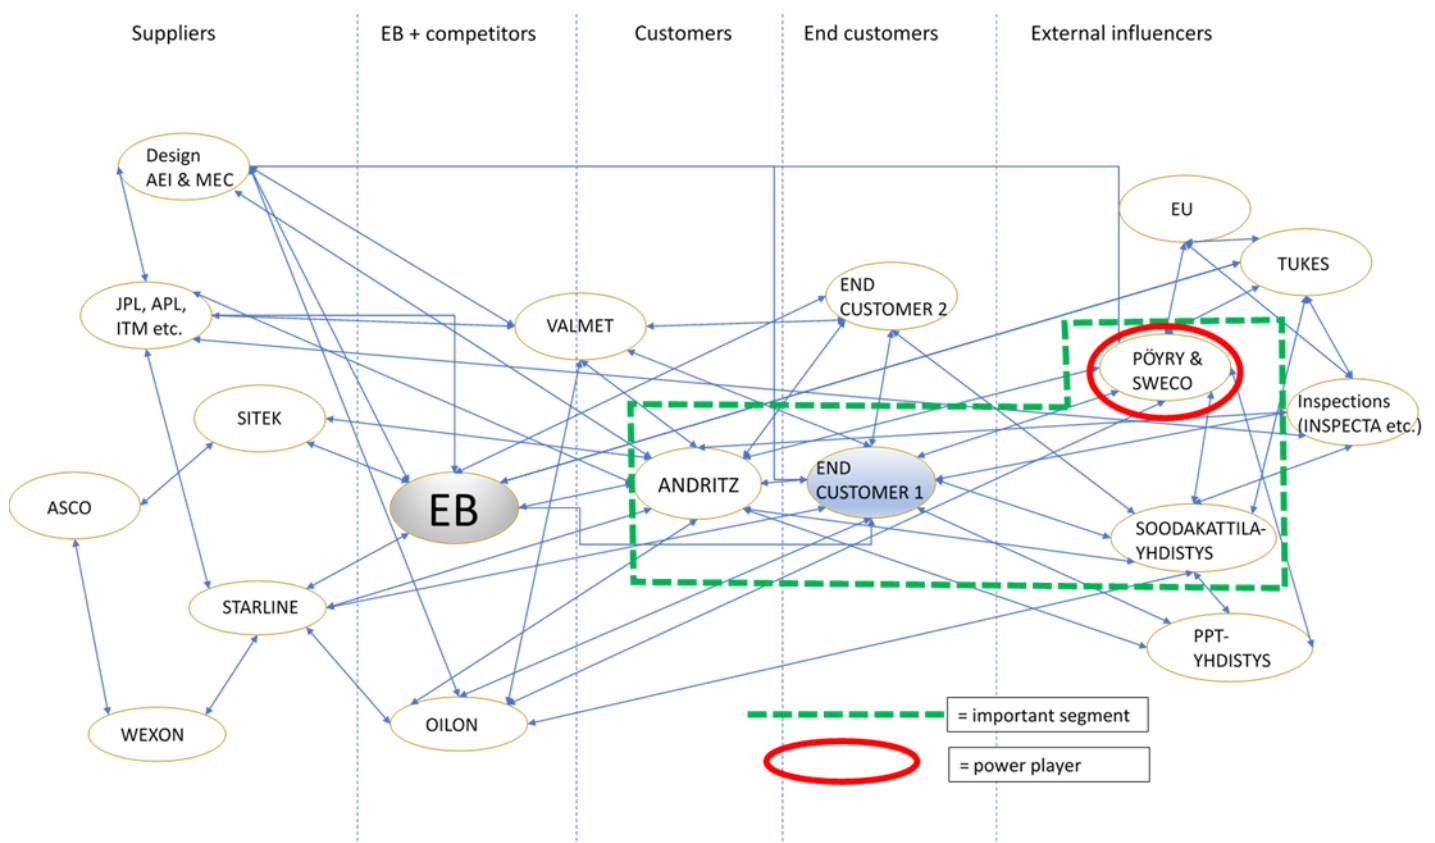 Suppliers
EB + competitors
Customers
End customers
External influencers
Design
AEI & MEC
EU
TUKES
JPL, APL,
ITM etc.
VALMET
END
CUSTOMER 2
PÖYRY &
SWECO
Inspections
(INSPECTA etc.)
SITEK
ASCO
EB
ANDRITZ
END
CUSTOMER 1
SOODAKATTILA-
YHDISTYS
STARLINE
PPT-
YHDISTYS
WEXON
OILON
= important segment
= power player